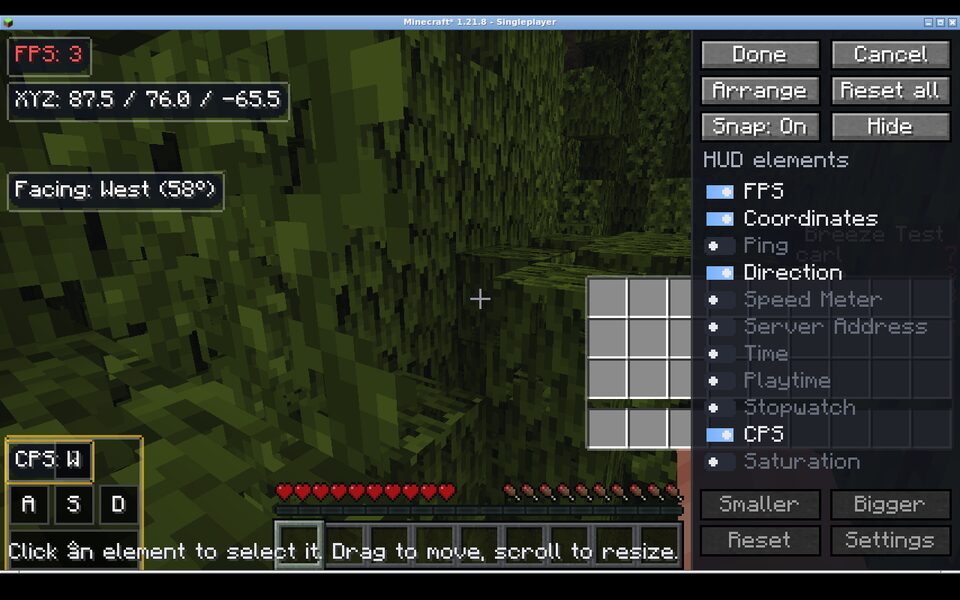 Minecraft* 1.21.8 - Singleplayer
FPS: 3
XYZ: 87.5 / 76.0 / -65.5
Facing: West (58°)
Done
Cancel
Arrange
Reset all
Snap: On
Hide
HUD elements
FPS
Coordinates
Ping
Breeze Test
carl
Direction
Speed Meter
Server Address
Time
Playtime
Stopwatch
CPS
Saturation
CPS: W
A S D
Click an element to select it. Drag to move, scroll to resize.
Smaller
Bigger
Reset
Settings